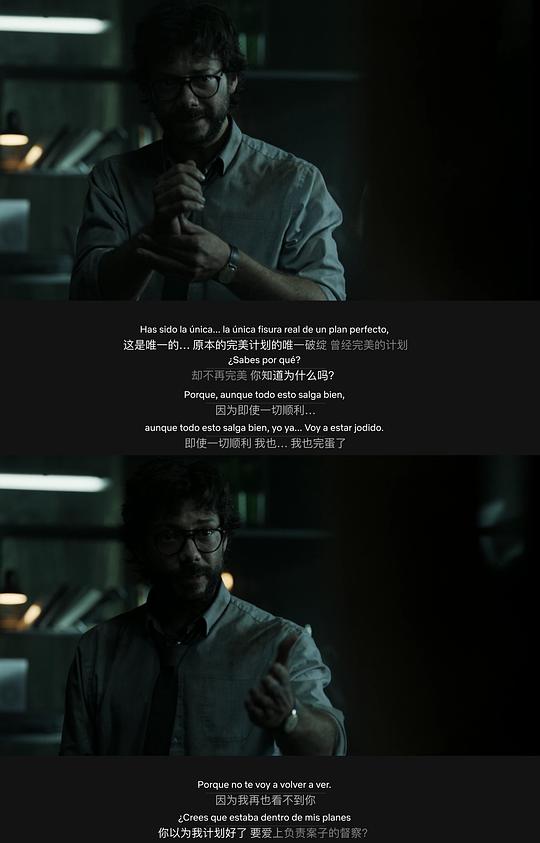 Has sido la única... la única fisura real de un plan perfecto,
这是唯一的... 原本的完美计划的唯一破绽 曾经完美的计划
¿Sabes por qué?
却不再完美 你知道为什么吗?
Porque, aunque todo esto salga bien,
因为即使一切顺利...
aunque todo esto salga bien, yo ya... Voy a estar jodido.
即使一切顺利 我也... 我也完蛋了
Porque no te voy a volver a ver.
因为我再也看不到你
¿Crees que estaba dentro de mis planes
你以为我计划好了 要爱上负责案子的督察?